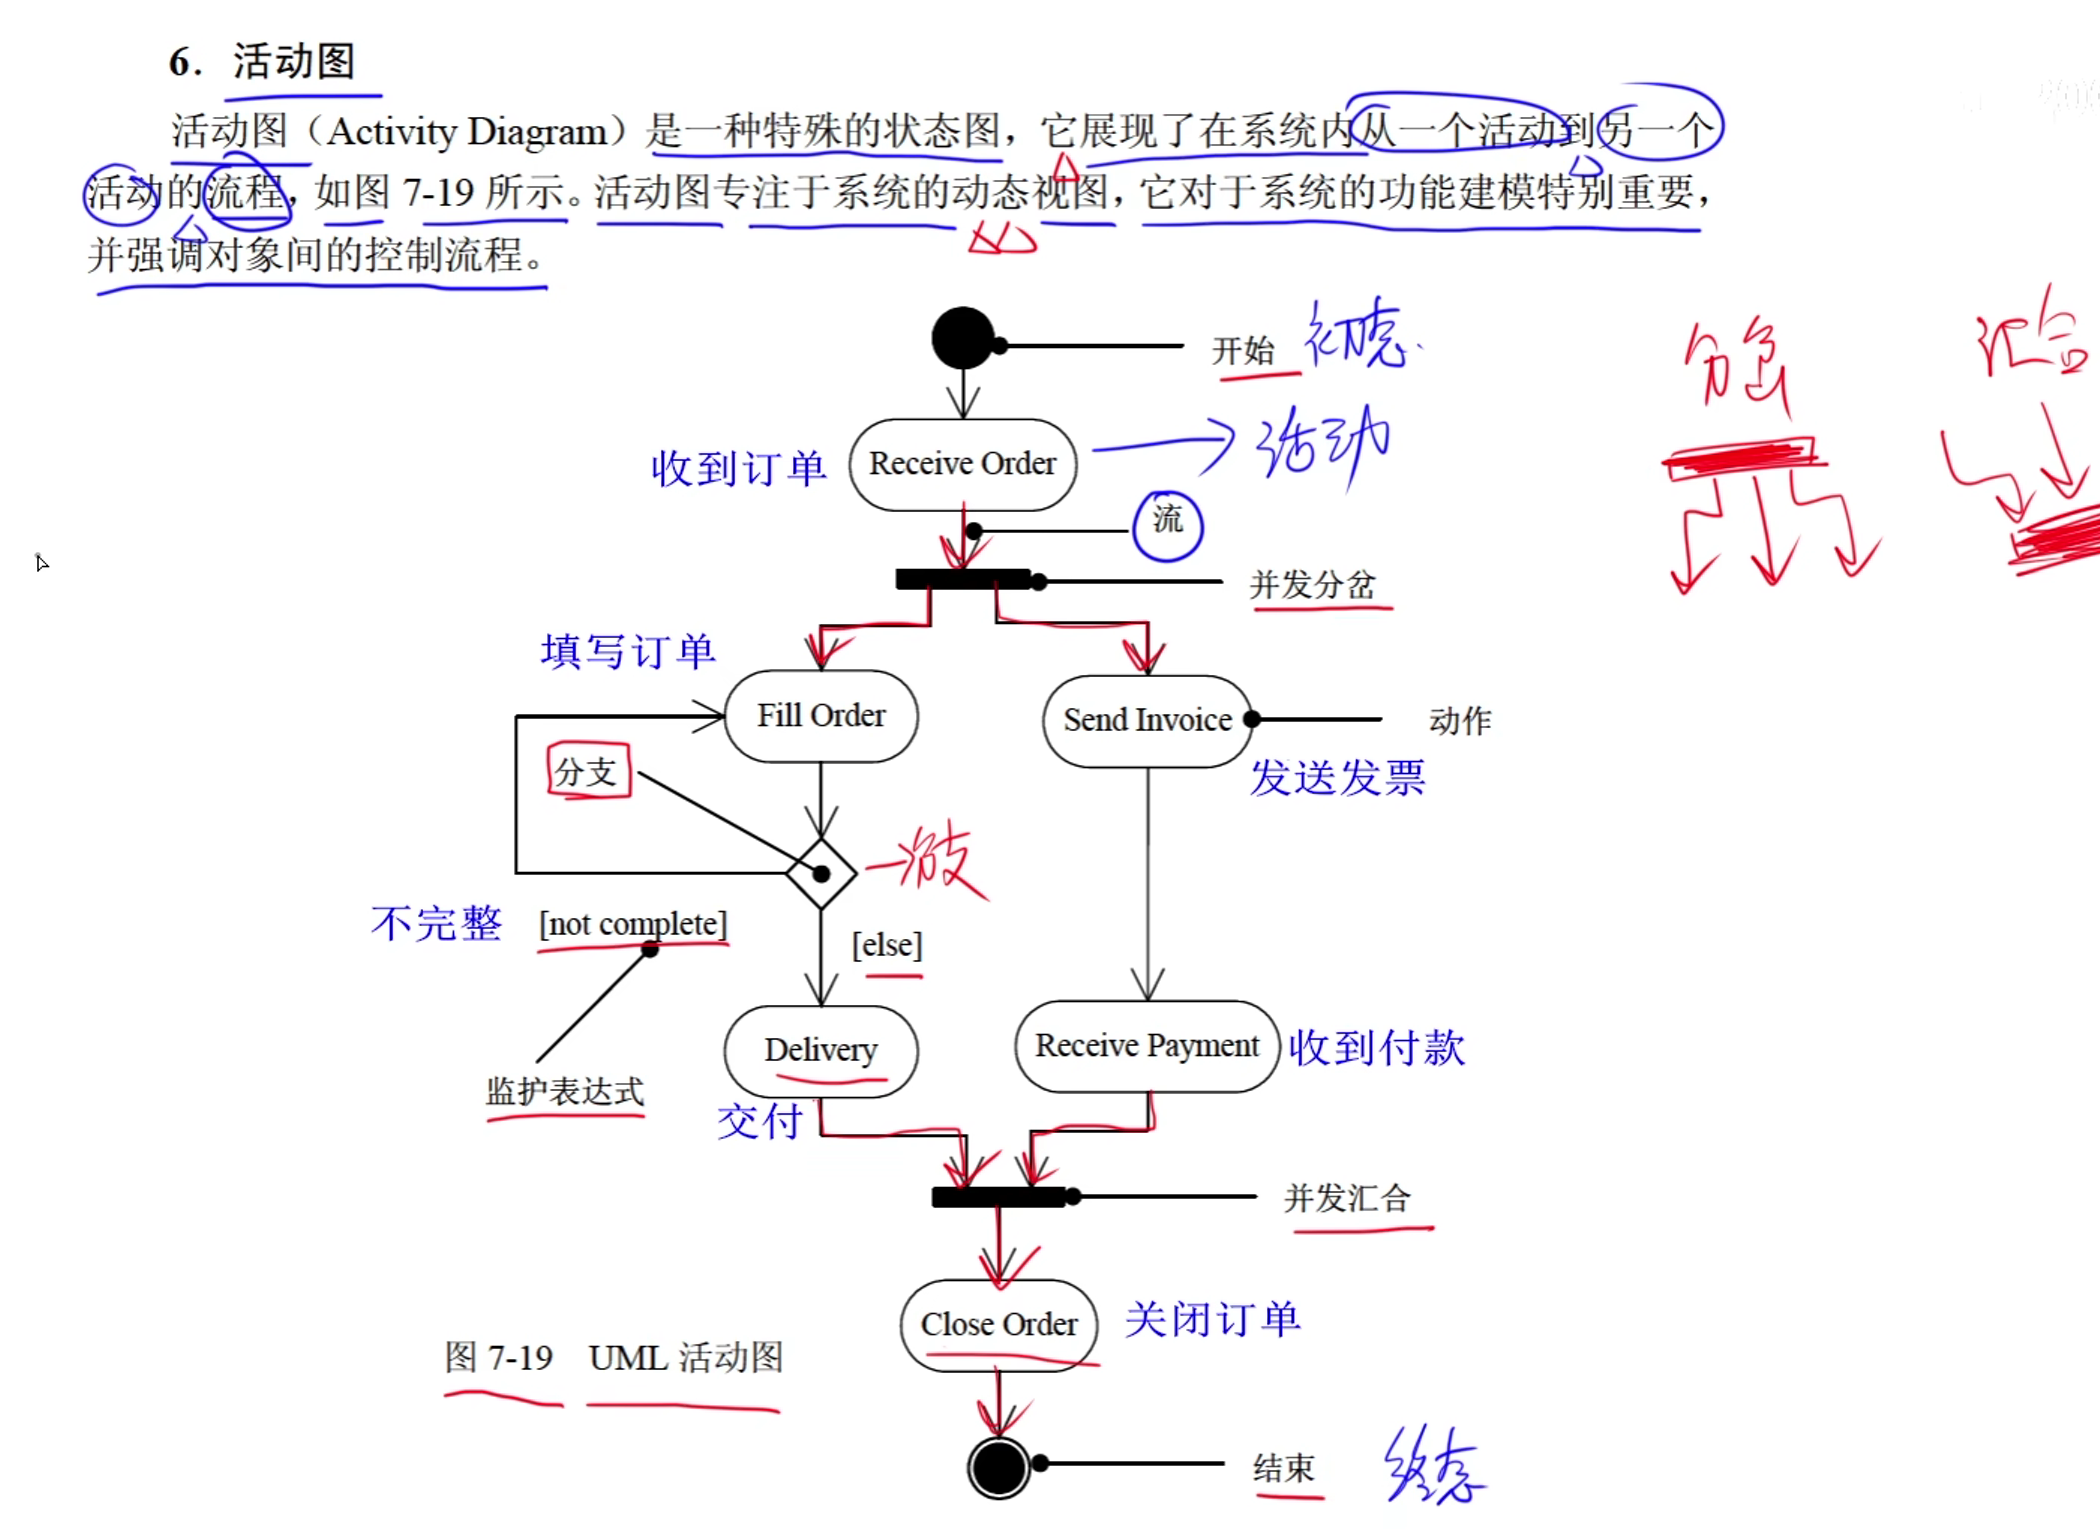 6. 活动图
活动图（Activity Diagram）是一种特殊的状态图，它展现了在系统内从一个活动到另一个
活动的流程，如图 7-19 所示。活动图专注于系统的动态视图，它对于系统的功能建模特别重要，
并强调对象间的控制流程。
开始 初态
分岔
汇合
收到订单
Receive Order
活动
流
并发分岔
填写订单
Fill Order
Send Invoice
动作
分支
发送发票
不完整
[not complete]
[else]
Delivery
Receive Payment
收到付款
监护表达式
交付
并发汇合
Close Order
关闭订单
图 7-19 UML 活动图
结束 终态